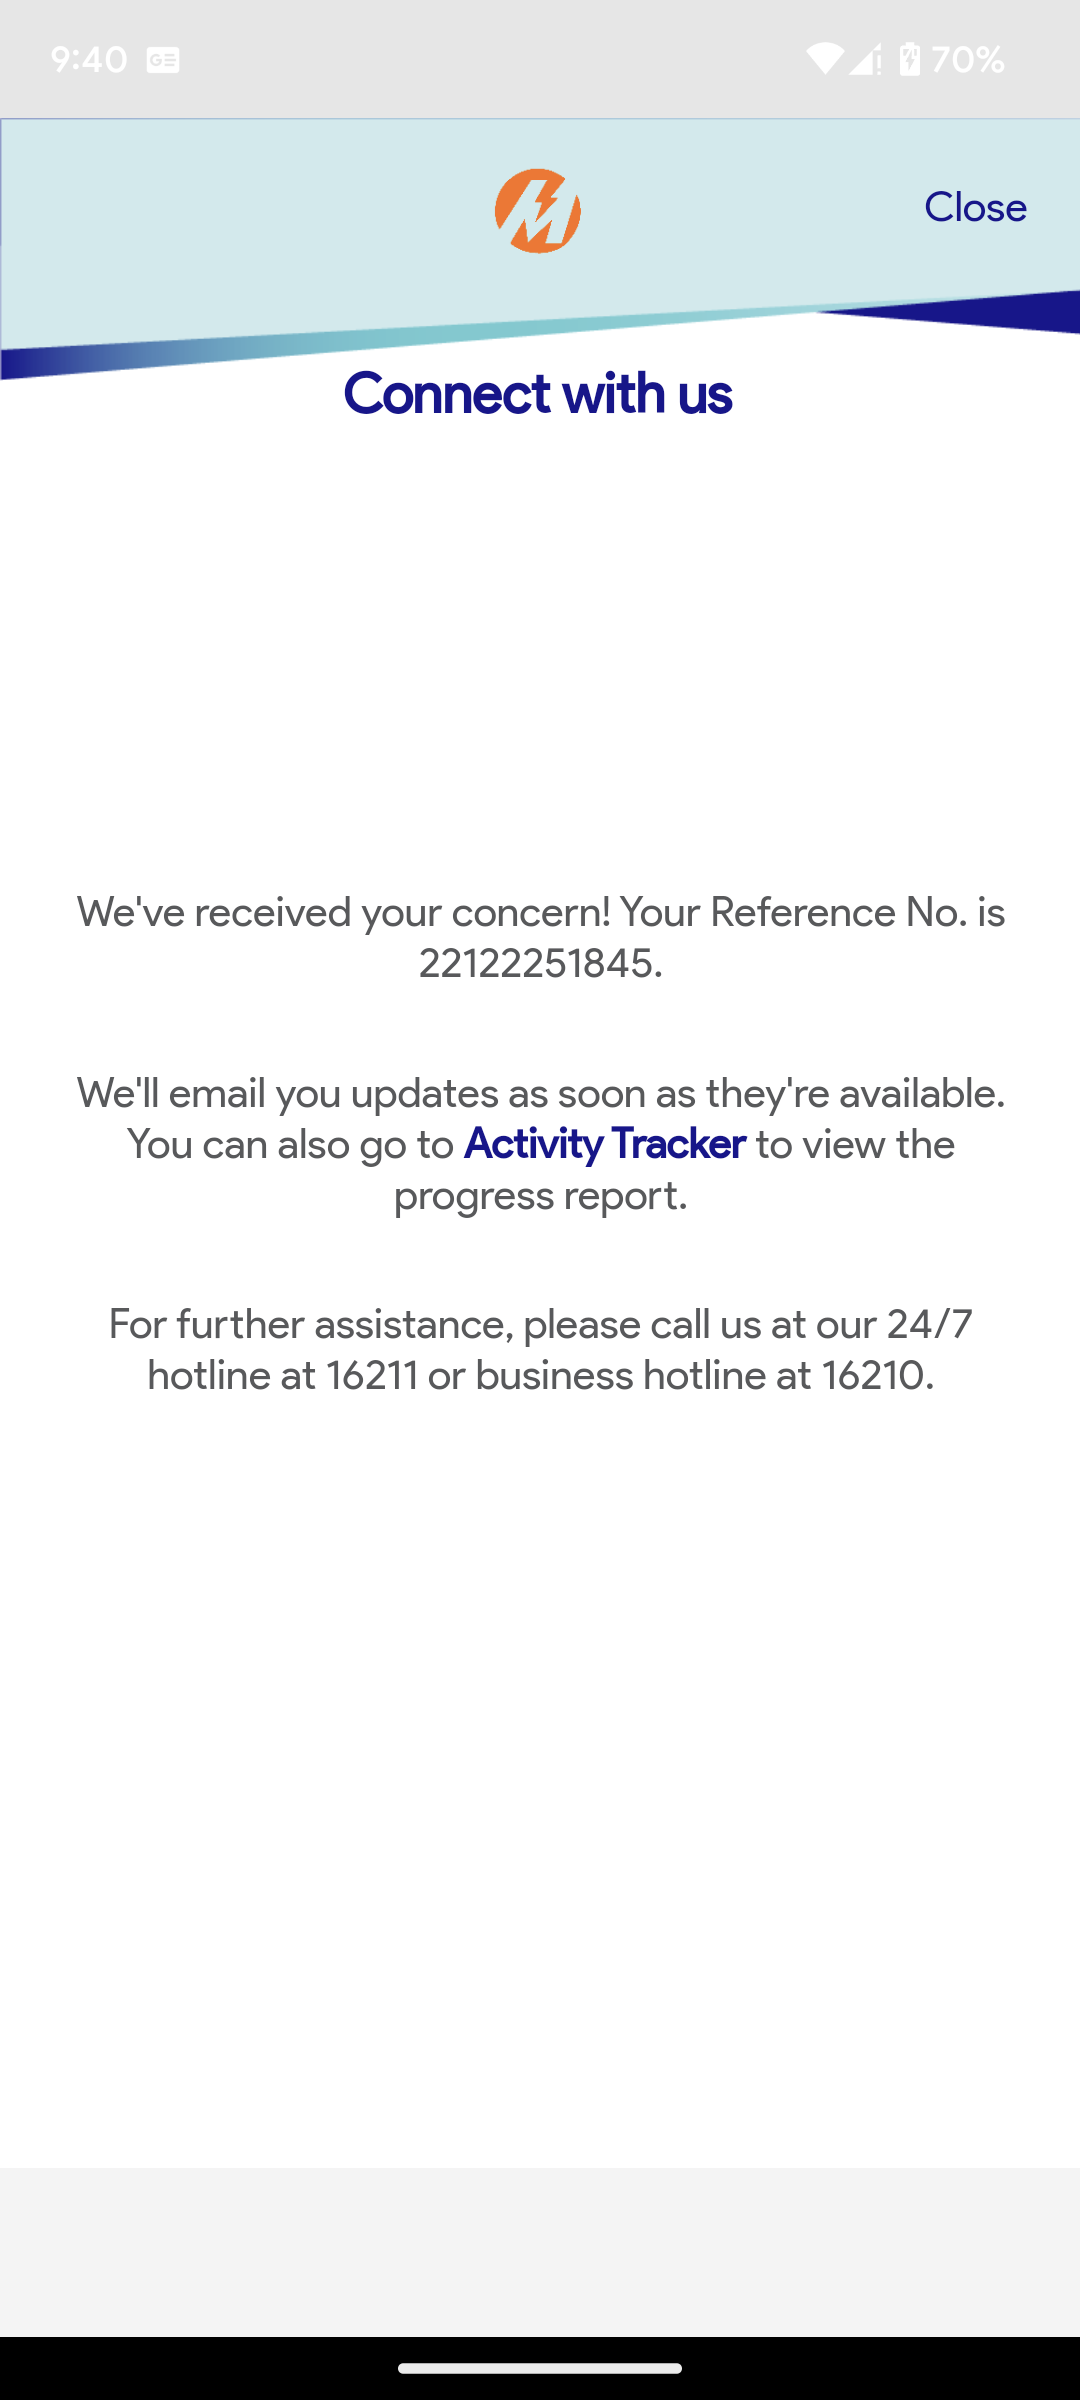 9:40
70%
Close
Connect with us
We've received your concern! Your Reference No. is
22122251845.
We'll email you updates as soon as they're available.
You can also go to Activity Tracker to view the
progress report.
For further assistance, please call us at our 24/7
hotline at 16211 or business hotline at 16210.